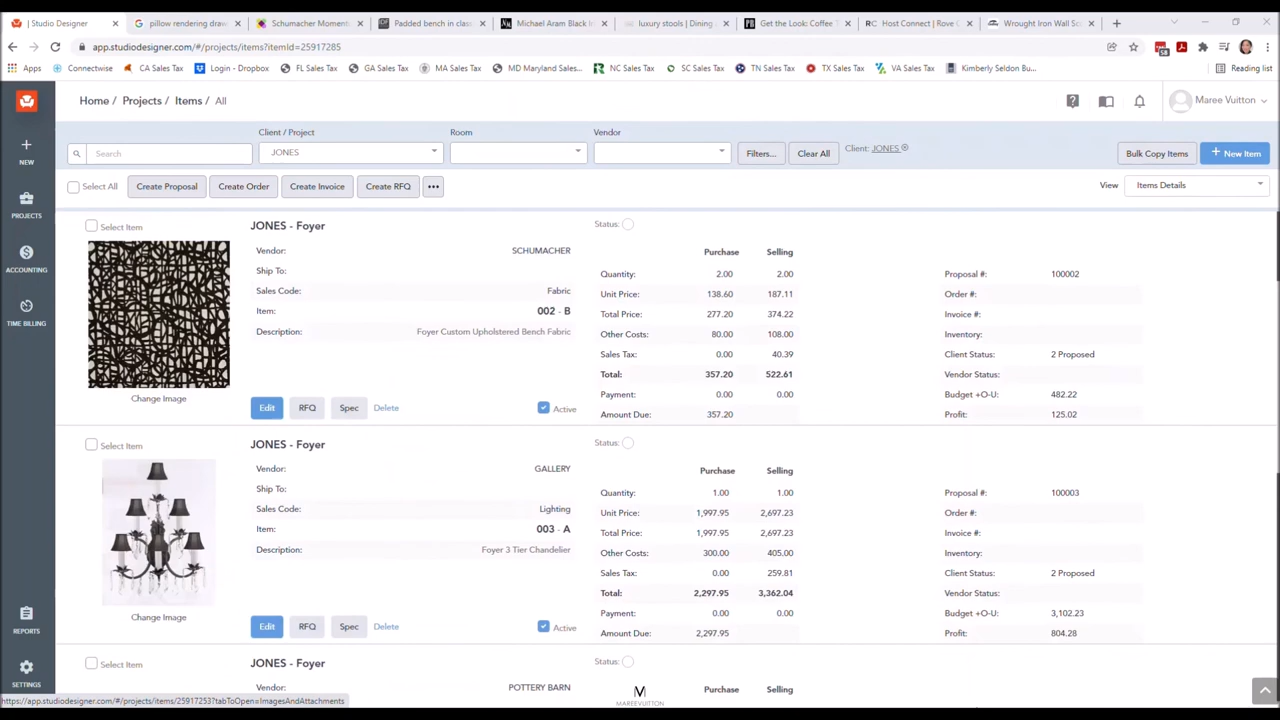 | Studio Designer
pillow rendering draw
Schumacher Moment
Padded bench in class
Michael Aram Black I
luxury stools | Dining
Get the Look: Coffee T
Host Connect | Rove C
Wrought Iron Wall Sc
app.studiodesigner.com/#/projects/items?itemId=25917285
58
Apps Connectwise CA Sales Tax Login - Dropbox FL Sales Tax GA Sales Tax MA Sales Tax MD Maryland Sales... NC Sales Tax SC Sales Tax TN Sales Tax TX Sales Tax VA Sales Tax Kimberly Seldon Bu... Reading list
Home / Projects / Items / All
Maree Vuitton
NEW
PROJECTS
ACCOUNTING
TIME BILLING
REPORTS
SETTINGS
Client / Project Room Vendor
Search JONES Filters... Clear All Client: JONES Bulk Copy Items + New Item
Select All Create Proposal Create Order Create Invoice Create RFQ ••• View Items Details
Select Item
Change Image
JONES - Foyer
Vendor: SCHUMACHER
Ship To:
Sales Code: Fabric
Item: 002 - B
Description: Foyer Custom Upholstered Bench Fabric
Edit RFQ Spec Delete Active
Status:
Purchase Selling
Quantity: 2.00 2.00
Unit Price: 138.60 187.11
Total Price: 277.20 374.22
Other Costs: 80.00 108.00
Sales Tax: 0.00 40.39
Total: 357.20 522.61
Payment: 0.00 0.00
Amount Due: 357.20
Proposal #: 100002
Order #:
Invoice #:
Inventory:
Client Status: 2 Proposed
Vendor Status:
Budget +O-U: 482.22
Profit: 125.02
Select Item
Change Image
JONES - Foyer
Vendor: GALLERY
Ship To:
Sales Code: Lighting
Item: 003 - A
Description: Foyer 3 Tier Chandelier
Edit RFQ Spec Delete Active
Status:
Purchase Selling
Quantity: 1.00 1.00
Unit Price: 1,997.95 2,697.23
Total Price: 1,997.95 2,697.23
Other Costs: 300.00 405.00
Sales Tax: 0.00 259.81
Total: 2,297.95 3,362.04
Payment: 0.00 0.00
Amount Due: 2,297.95
Proposal #: 100003
Order #:
Invoice #:
Inventory:
Client Status: 2 Proposed
Vendor Status:
Budget +O-U: 3,102.23
Profit: 804.28
Select Item
JONES - Foyer
Vendor: POTTERY BARN
Status:
Purchase Selling
M
MAREEVUITTON
https://app.studiodesigner.com/#/projects/items/25917253?tabToOpen=ImagesAndAttachments